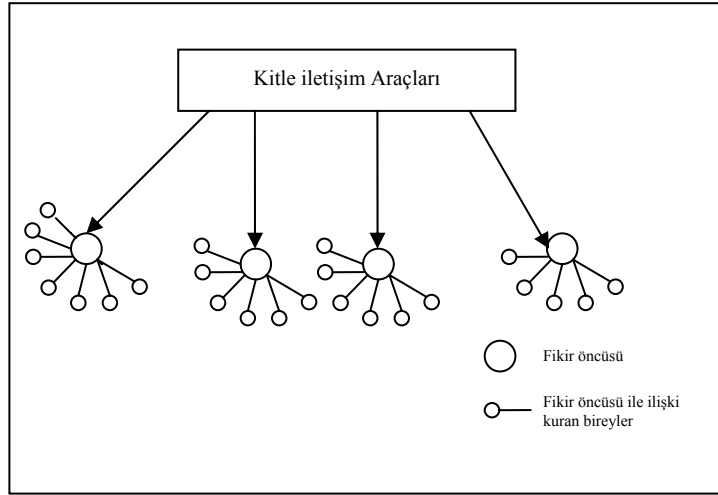 Kitle iletişim Araçları
Fikir öncüsü
Fikir öncüsü ile ilişki
kuran bireyler